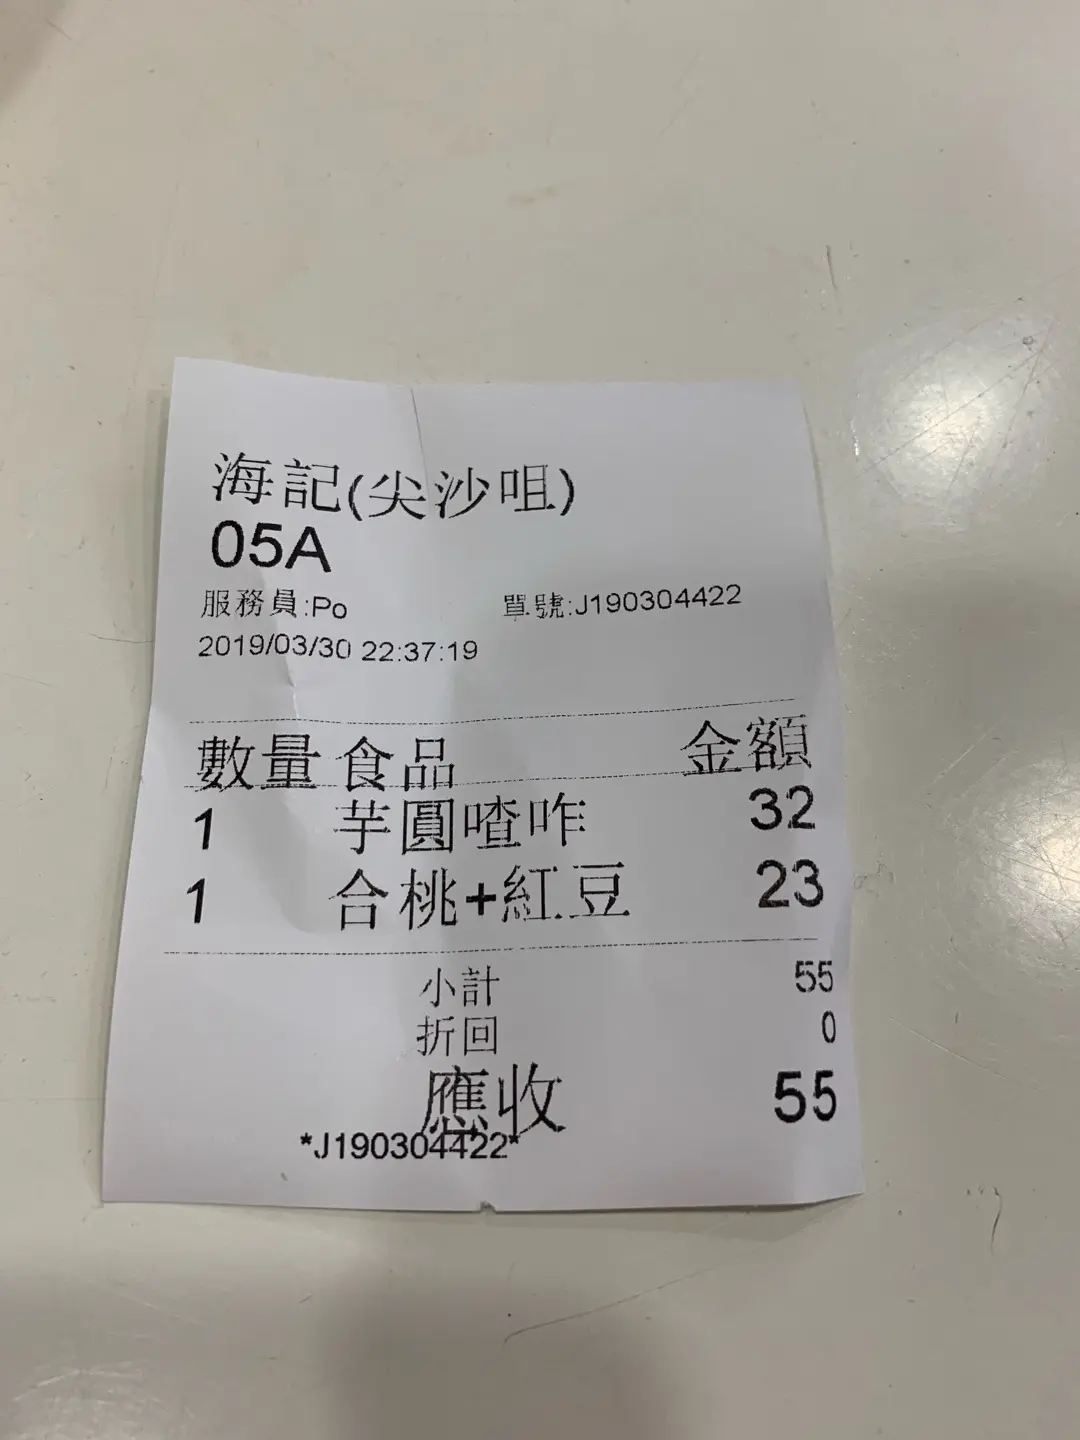 海記(尖沙咀)
05A
服務員:Po 單號:J190304422
2019/03/30 22:37:19
數量 食品 金額
1 芋圓喳咋 32
1 合桃+紅豆 23
小計 55
折回 0
應收 55
*J190304422*